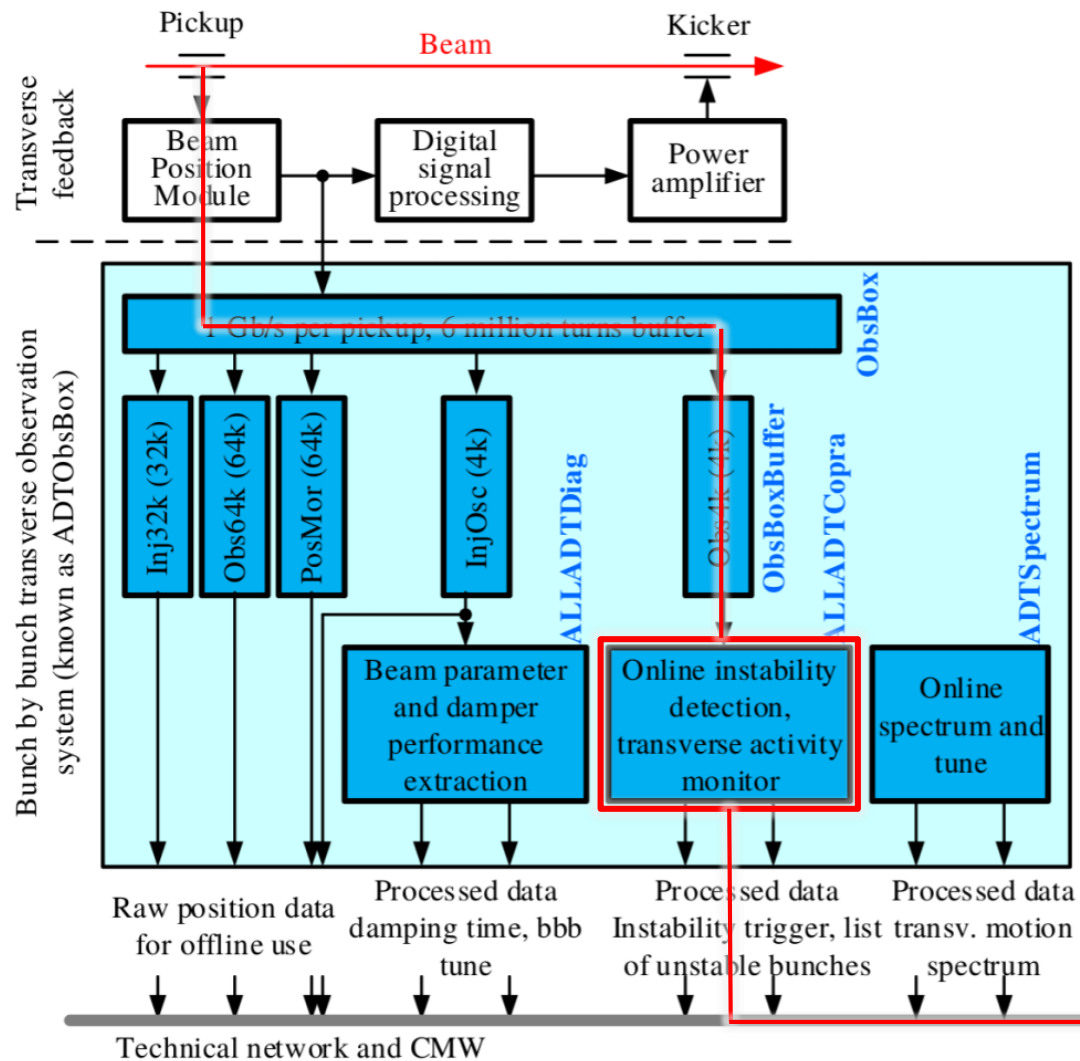 Pickup
Kicker
Beam
Transverse
feedback
Beam
Position
Module
Digital
signal
processing
Power
amplifier
Bunch by bunch transverse observation
system (known as ADTObsBox)
1 Gb/s per pickup, 6 million turns buffer
ObsBox
Inj32k (32k)
Obs64k (64k)
PosMor (64k)
InjOsc (4k)
Obs4k (4k)
ObsBoxBuffer
ALLADTDiag
ALLADTCopra
ADTSpectrum
Beam parameter
and damper
performance
extraction
Online instability
detection,
transverse activity
monitor
Online
spectrum and
tune
Raw position data
for offline use
Processed data
damping time, bbb
tune
Processed data
Instability trigger, list
of unstable bunches
Processed data
transv. motion
spectrum
Technical network and CMW